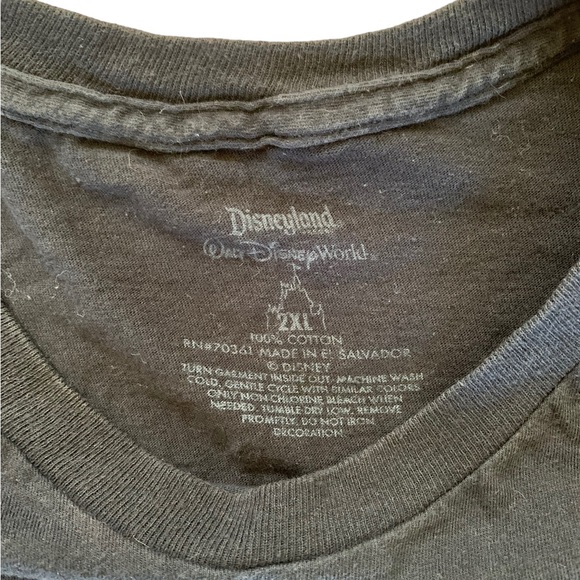 Disneyland
Walt Disney World
2XL
100% COTTON
RN#70361 MADE IN EL SALVADOR
© DISNEY
TURN GARMENT INSIDE OUT. MACHINE WASH
COLD, GENTLE CYCLE WITH SIMILAR COLORS.
ONLY NON-CHLORINE BLEACH WHEN
NEEDED. TUMBLE DRY LOW, REMOVE
PROMPTLY. DO NOT IRON
DECORATION